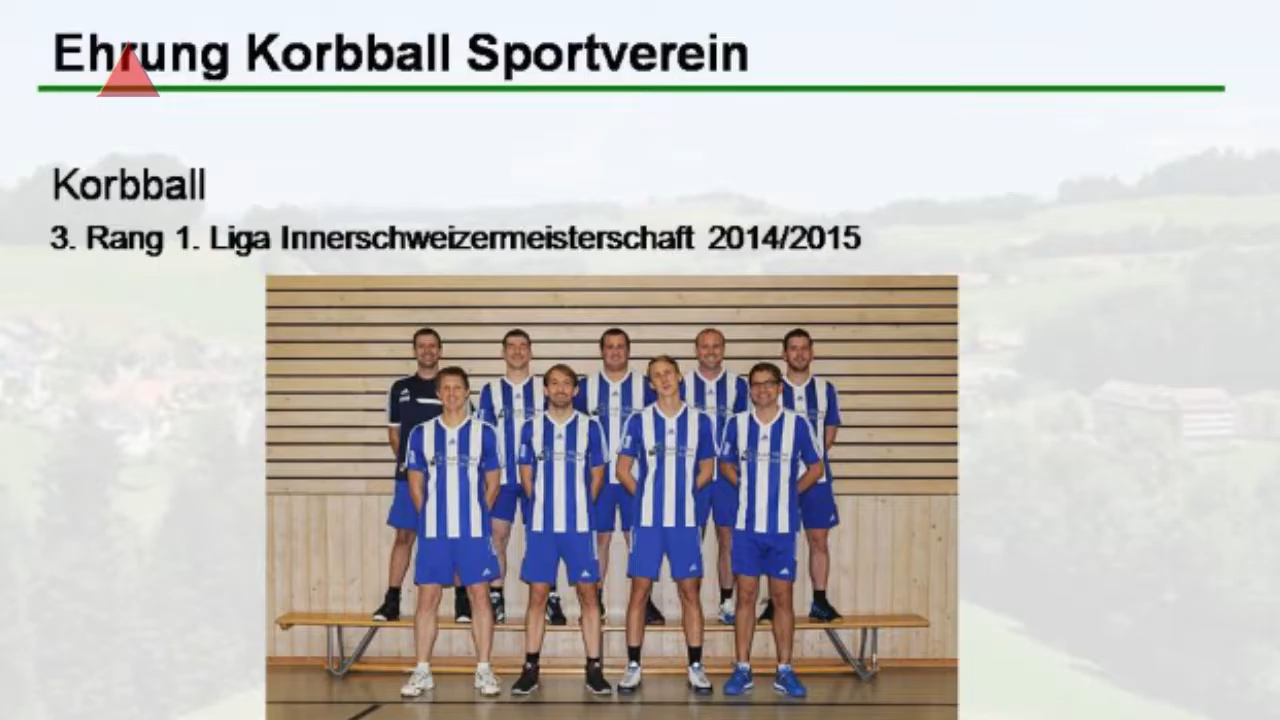 Ehrung Korbball Sportverein
Korbball
3. Rang 1. Liga Innerschweizermeisterschaft 2014/2015